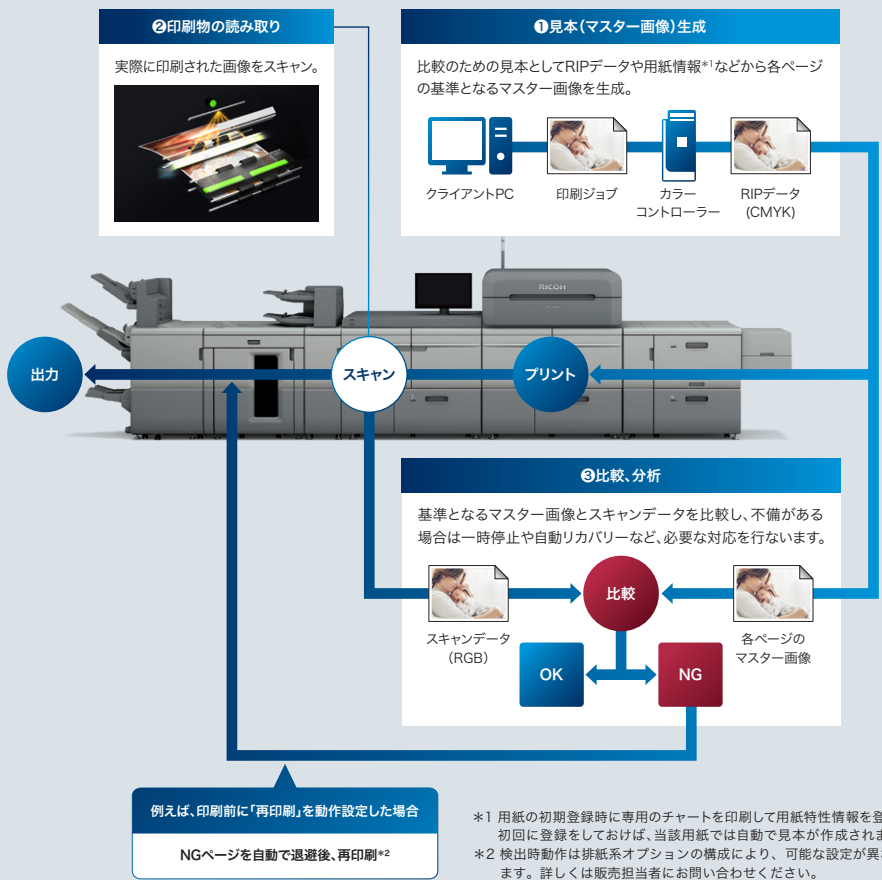 ❷印刷物の読み取り
実際に印刷された画像をスキャン。
❶見本(マスター画像)生成
比較のための見本としてRIPデータや用紙情報*1などから各ページ
の基準となるマスター画像を生成。
クライアントPC
印刷ジョブ
カラー
コントローラー
RIPデータ
(CMYK)
RICOH
出力
スキャン
プリント
❸比較、分析
基準となるマスター画像とスキャンデータを比較し、不備がある
場合は一時停止や自動リカバリーなど、必要な対応を行ないます。
スキャンデータ
(RGB)
比較
各ページの
マスター画像
OK
NG
例えば、印刷前に「再印刷」を動作設定した場合
NGページを自動で退避後、再印刷*2
*1 用紙の初期登録時に専用のチャートを印刷して用紙特性情報を登
初回に登録をしておけば、当該用紙では自動で見本が作成されま
*2 検出時動作は排紙系オプションの構成により、可能な設定が異
ます。詳しくは販売担当者にお問い合わせください。